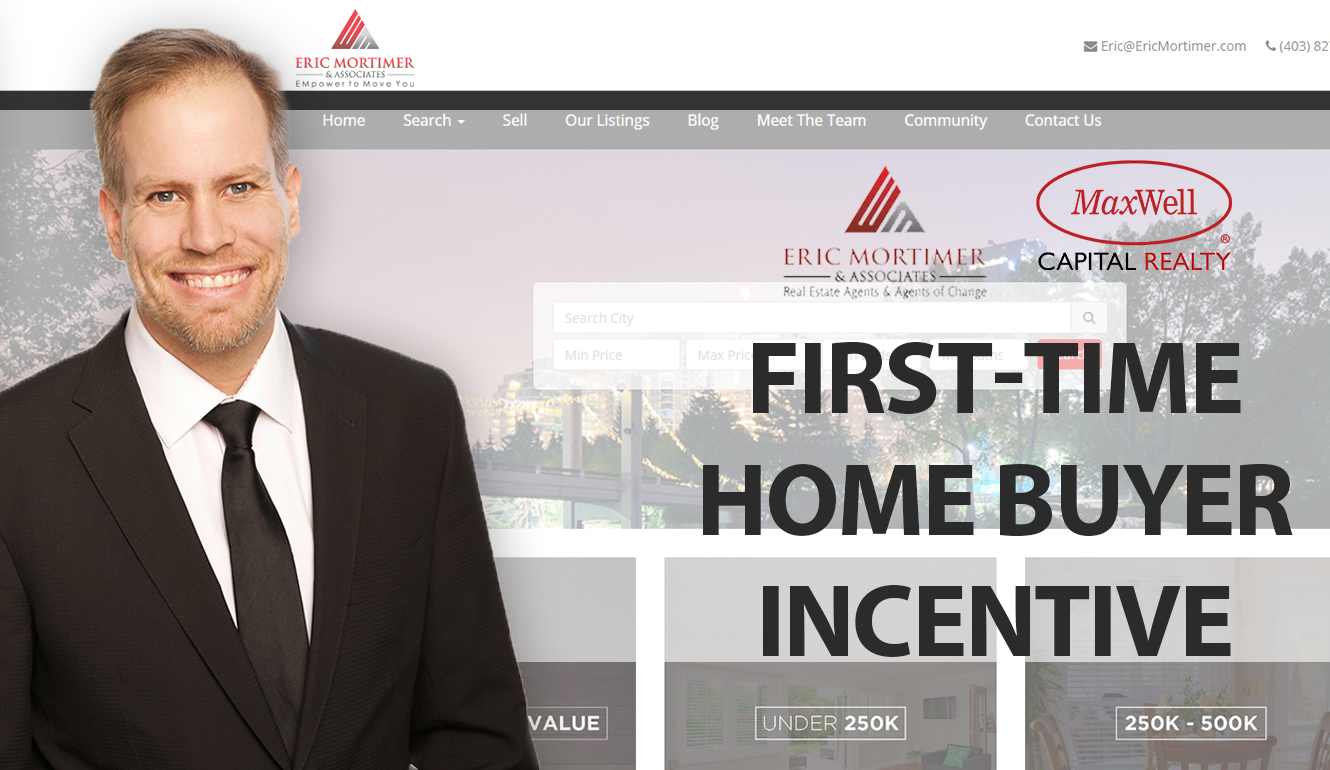 ERIC MORTIMER
& ASSOCIATES
EMpower to Move You
Eric@EricMortimer.com (403) 82
Home Search Sell Our Listings Blog Meet The Team Community Contact Us
ERIC MORTIMER
& ASSOCIATES
Real Estate Agents & Agents of Change
MaxWell
®
CAPITAL REALTY
Search City
Min Price Max Price
FIRST-TIME
HOME BUYER
INCENTIVE
VALUE
UNDER 250K
250K - 500K